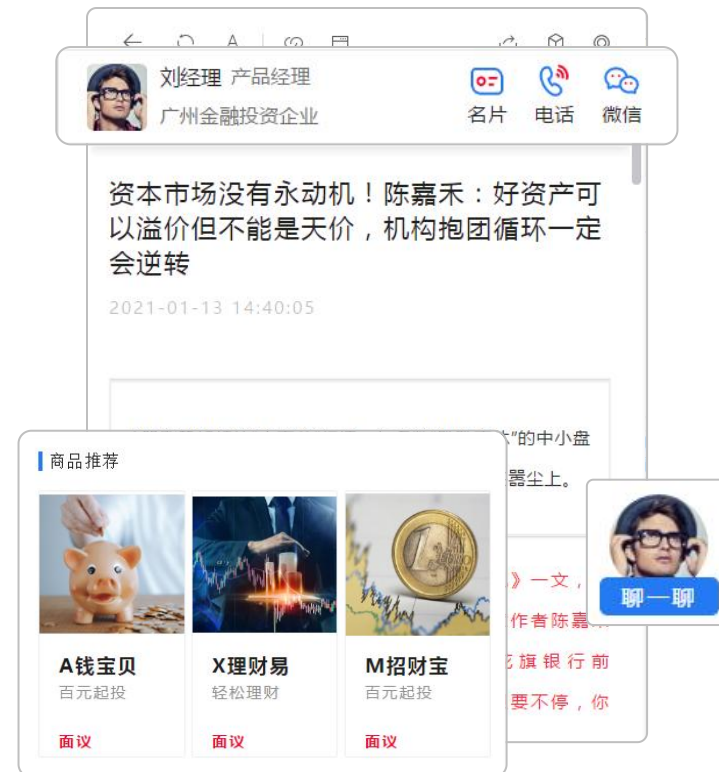 刘经理 产品经理
广州金融投资企业
名片 电话 微信
资本市场没有永动机！陈嘉禾：好资产可
以溢价但不能是天价，机构抱团循环一定
会逆转
2021-01-13 14:40:05
”的中小盘
嚣尘上。
商品推荐
A钱宝贝
百元起投
面议
X理财易
轻松理财
面议
M招财宝
百元起投
面议
聊一聊
》一文，
作者陈嘉
旗银行前
要不停，你